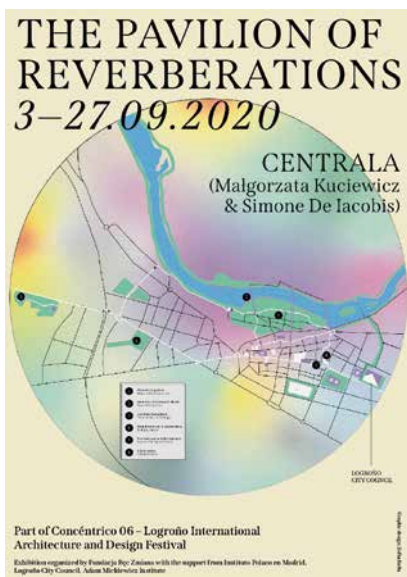 THE PAVILION OF
REVERBERATIONS
3–27.09.2020
CENTRALA
(Małgorzata Kuciewicz
& Simone De Iacobis)
LOGROÑO
CITY COUNCIL
Part of Concéntrico 06 – Logroño International
Architecture and Design Festival
Exhibition organized by Fundacja Bęc Zmiana with the support from Instituto Polaco en Madrid,
Logroño City Council, Adam Mickiewicz Institute